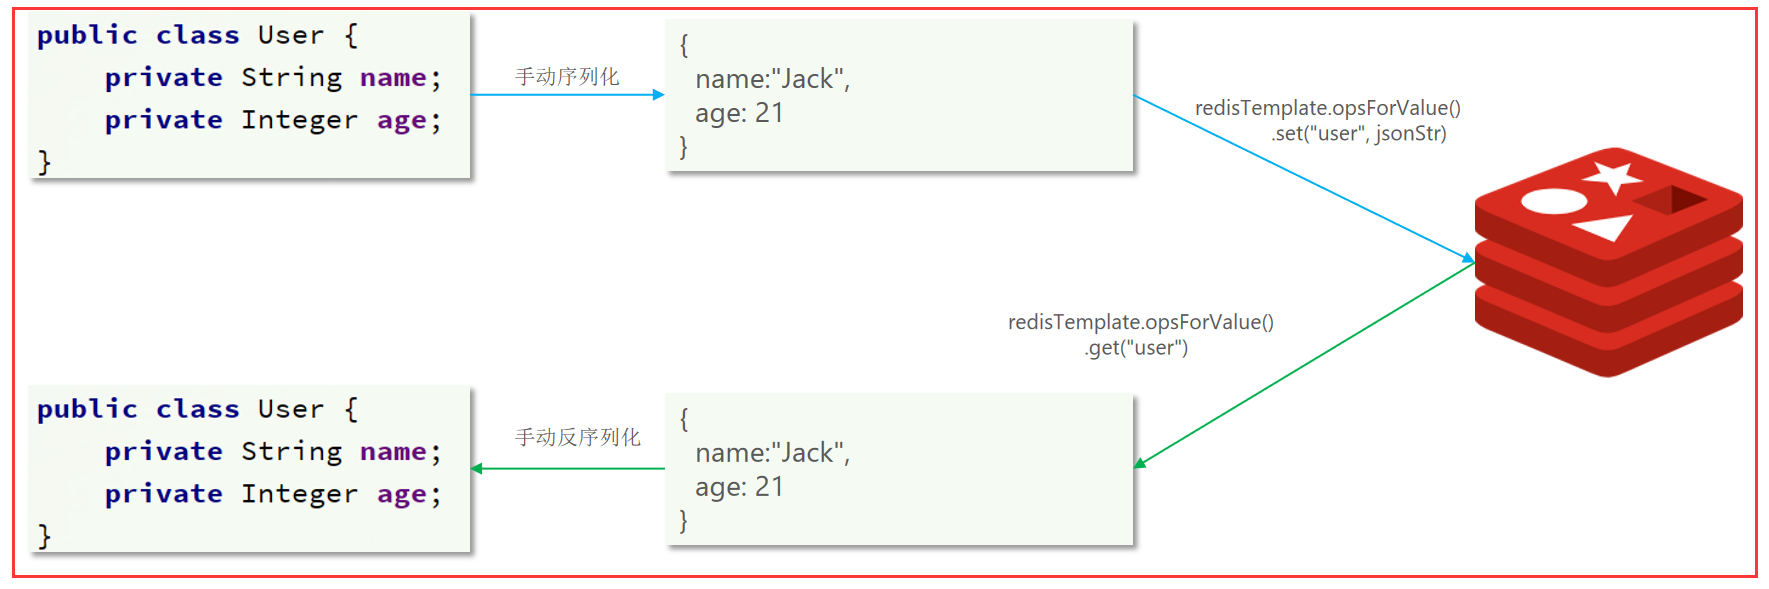 public class User {
private String name;
private Integer age;
}
手动序列化
{
name:"Jack",
age: 21
}
redisTemplate.opsForValue()
.set("user", jsonStr)
redisTemplate.opsForValue()
.get("user")
{
name:"Jack",
age: 21
}
手动反序列化
public class User {
private String name;
private Integer age;
}